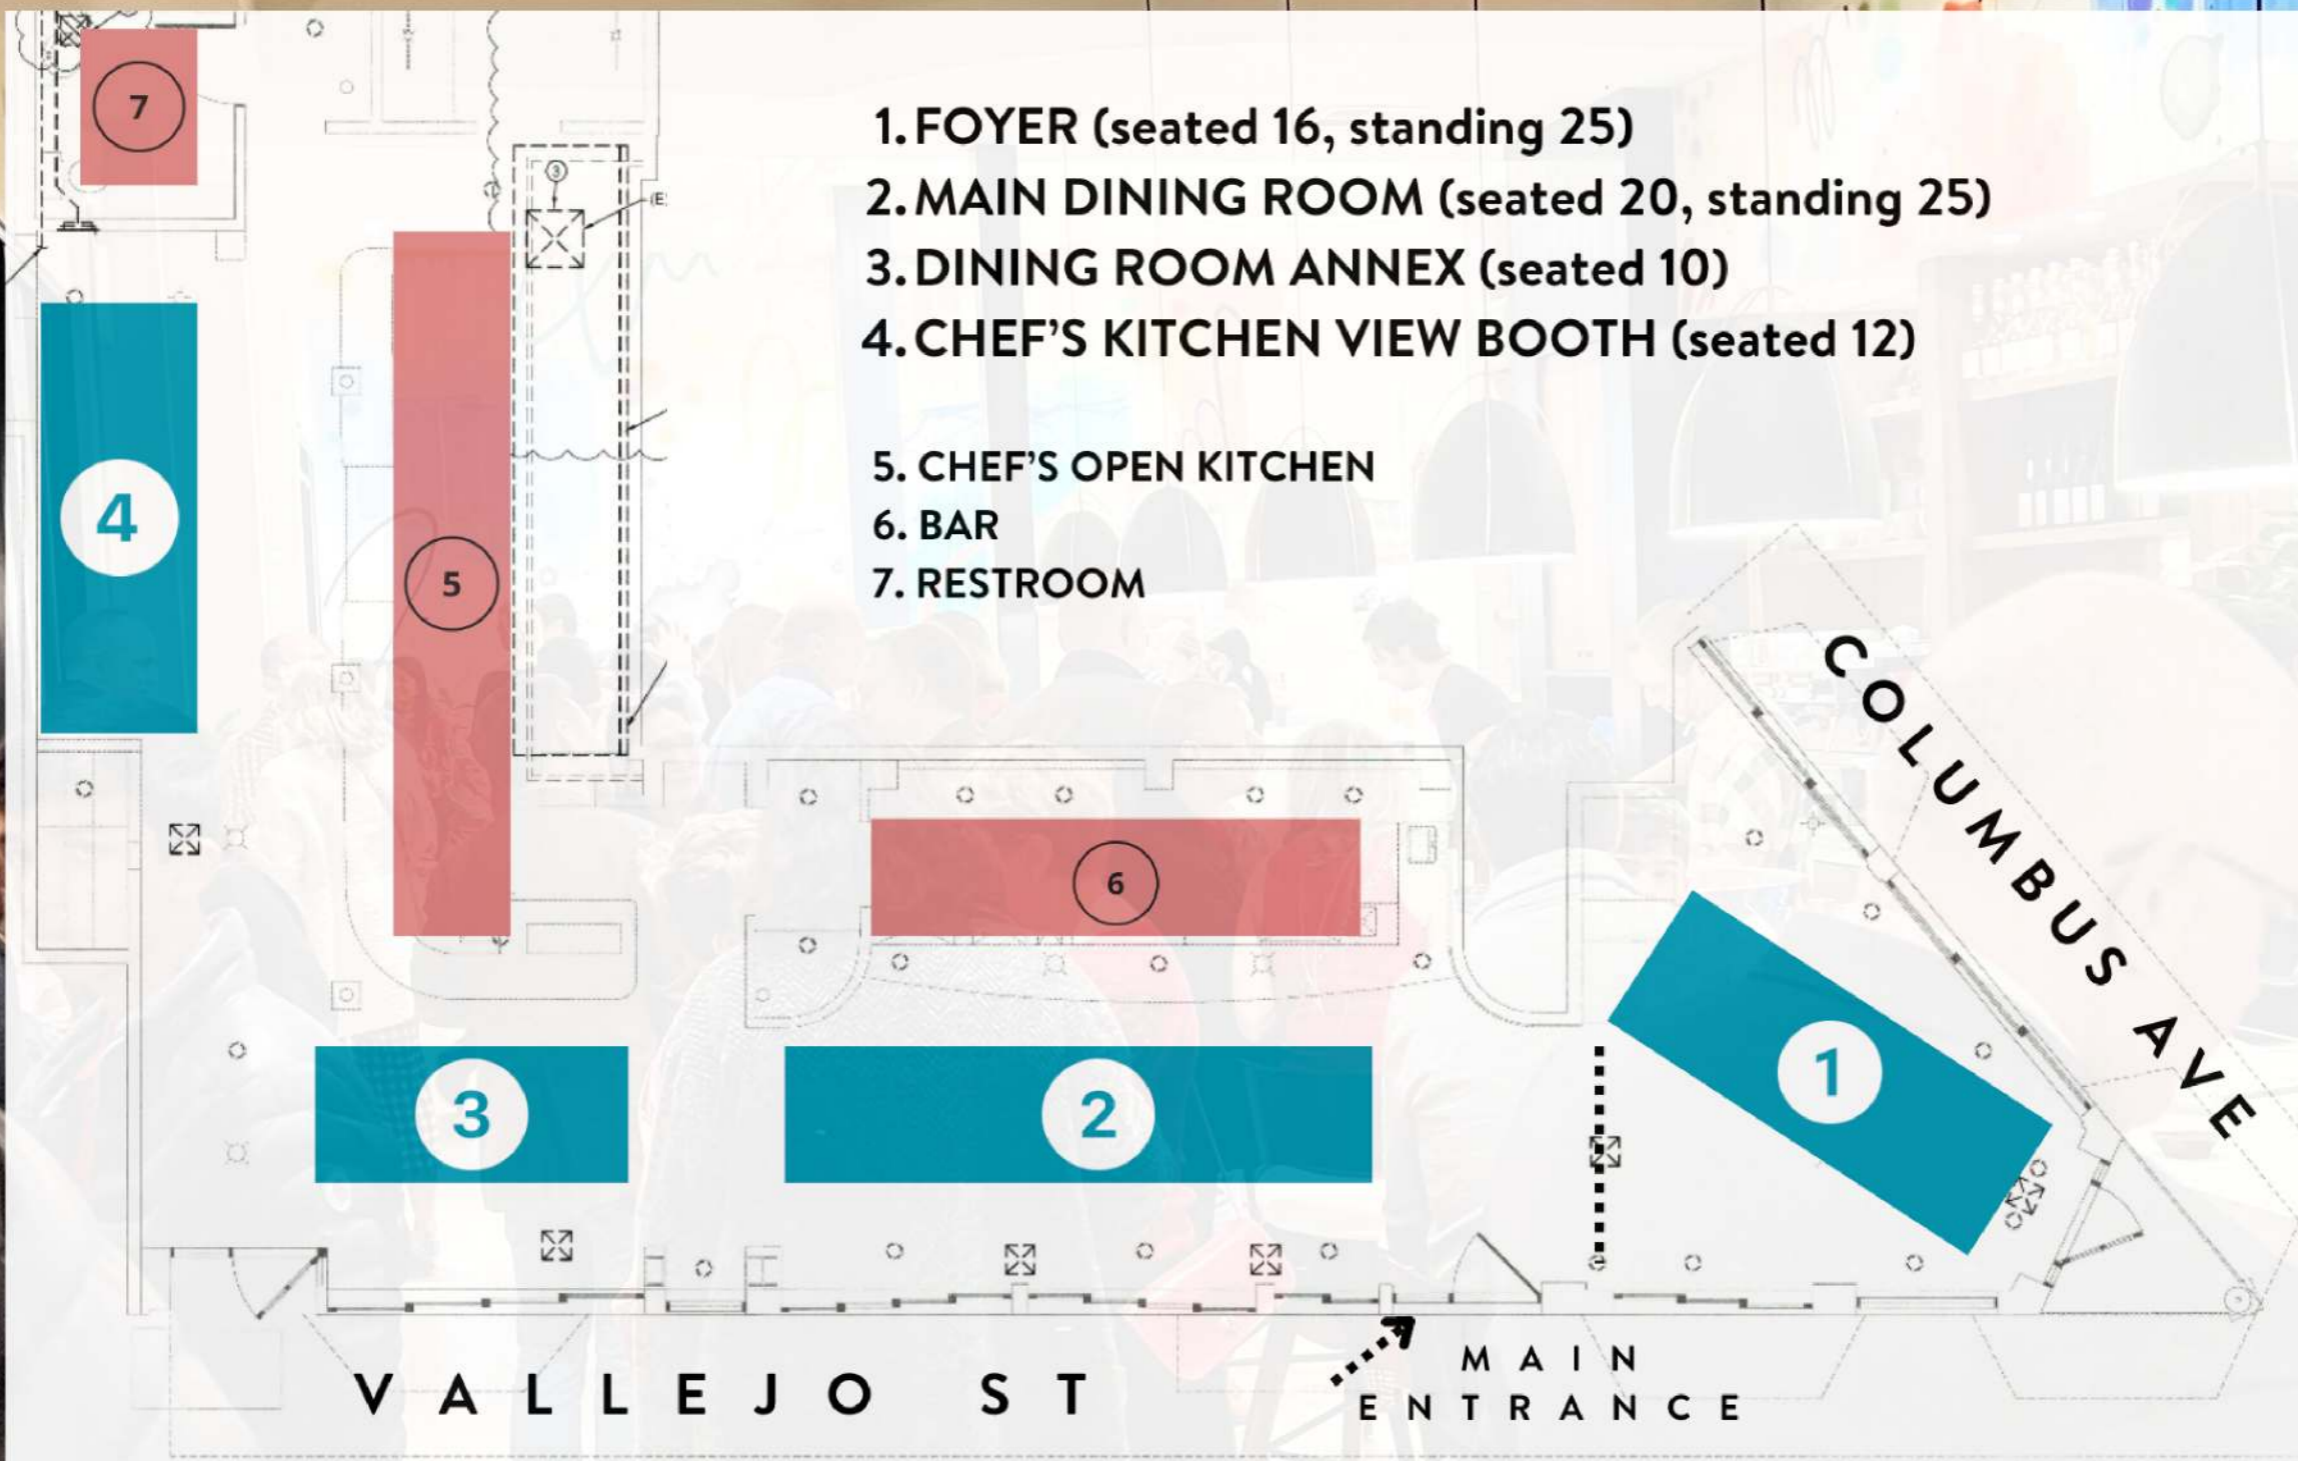 1. FOYER (seated 16, standing 25)
2. MAIN DINING ROOM (seated 20, standing 25)
3. DINING ROOM ANNEX (seated 10)
4. CHEF'S KITCHEN VIEW BOOTH (seated 12)
5. CHEF'S OPEN KITCHEN
6. BAR
7. RESTROOM
7
3
(E
4
5
6
COLUMBUS AVE
1
3
2
VALLEJO ST
MAIN
ENTRANCE